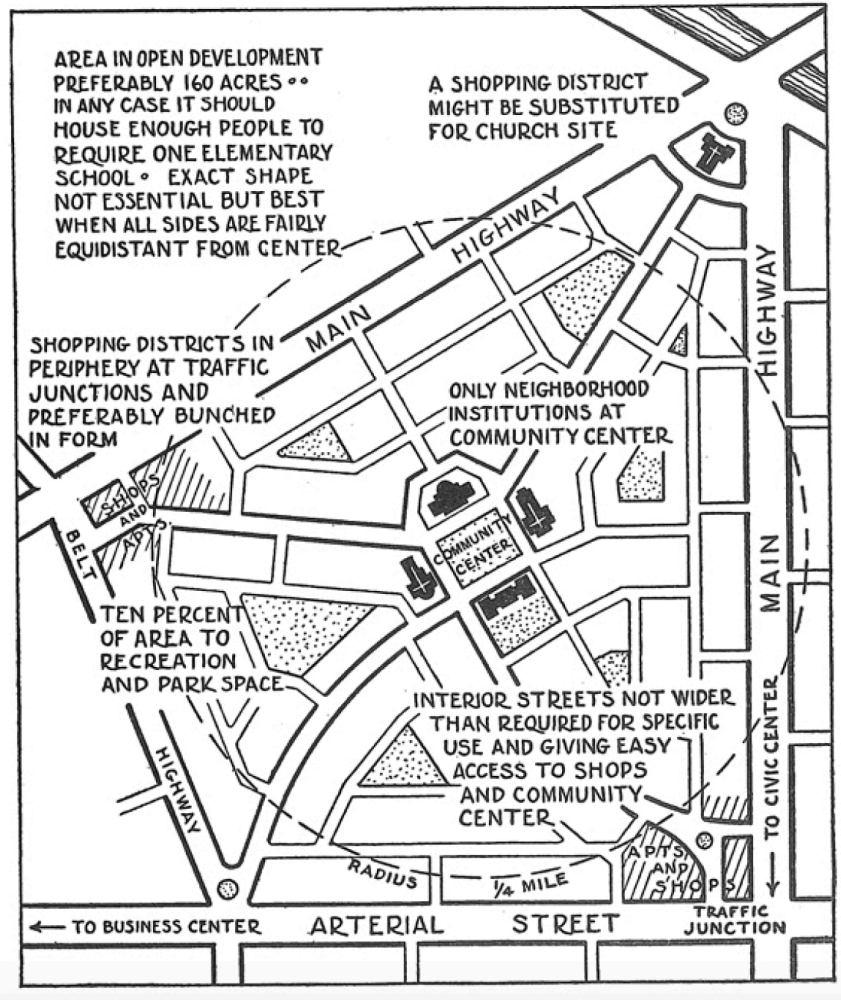 AREA IN OPEN DEVELOPMENT
PREFERABLY 160 ACRES • •
IN ANY CASE IT SHOULD
HOUSE ENOUGH PEOPLE TO
REQUIRE ONE ELEMENTARY
SCHOOL • EXACT SHAPE
NOT ESSENTIAL BUT BEST
WHEN ALL SIDES ARE FAIRLY
EQUIDISTANT FROM CENTER
A SHOPPING DISTRICT
MIGHT BE SUBSTITUTED
FOR CHURCH SITE
MAIN HIGHWAY
HIGHWAY
MAIN
SHOPPING DISTRICTS IN
PERIPHERY AT TRAFFIC
JUNCTIONS AND
PREFERABLY BUNCHED
IN FORM
ONLY NEIGHBORHOOD
INSTITUTIONS AT
COMMUNITY CENTER
SHOPS
AND
APTS.
BELT
HIGHWAY
COMMUNITY
CENTER
TEN PERCENT
OF AREA TO
RECREATION
AND PARK SPACE
INTERIOR STREETS NOT WIDER
THAN REQUIRED FOR SPECIFIC
USE AND GIVING EASY
ACCESS TO SHOPS
AND COMMUNITY
CENTER
TO CIVIC CENTER
APTS.
AND
SHOPS
RADIUS 1/4 MILE
TRAFFIC
JUNCTION
← TO BUSINESS CENTER ARTERIAL STREET